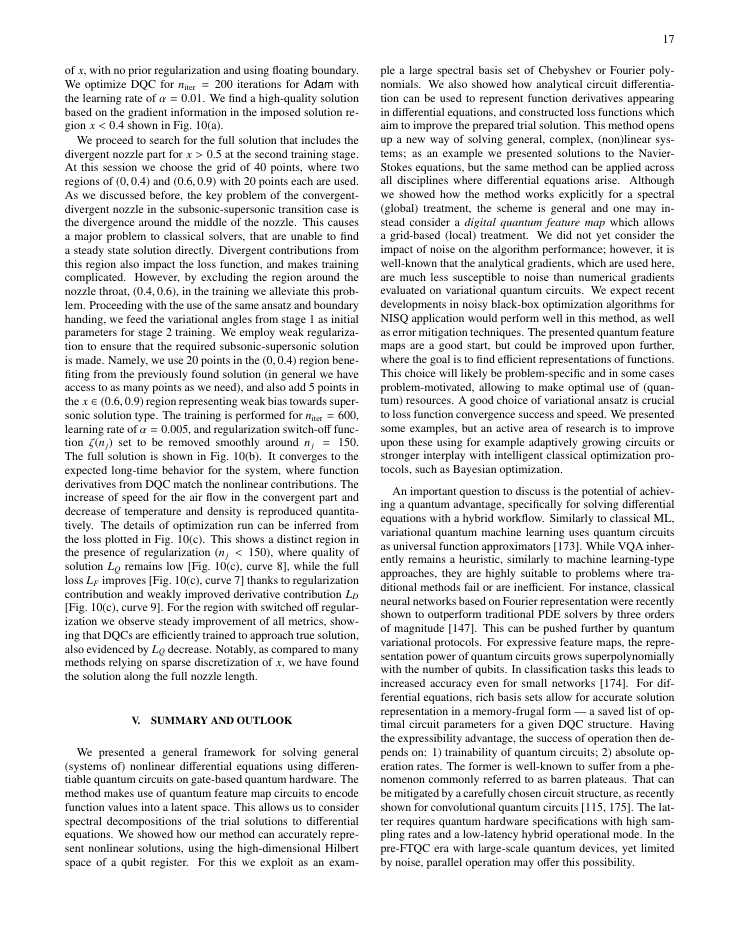 17
of x, with no prior regularization and using floating boundary.
We optimize DQC for n_iter = 200 iterations for Adam with
the learning rate of α = 0.01. We find a high-quality solution
based on the gradient information in the imposed solution re-
gion x < 0.4 shown in Fig. 10(a).
We proceed to search for the full solution that includes the
divergent nozzle part for x > 0.5 at the second training stage.
At this session we choose the grid of 40 points, where two
regions of (0, 0.4) and (0.6, 0.9) with 20 points each are used.
As we discussed before, the key problem of the convergent-
divergent nozzle in the subsonic-supersonic transition case is
the divergence around the middle of the nozzle. This causes
a major problem to classical solvers, that are unable to find
a steady state solution directly. Divergent contributions from
this region also impact the loss function, and makes training
complicated. However, by excluding the region around the
nozzle throat, (0.4, 0.6), in the training we alleviate this prob-
lem. Proceeding with the use of the same ansatz and boundary
handing, we feed the variational angles from stage 1 as initial
parameters for stage 2 training. We employ weak regulariza-
tion to ensure that the required subsonic-supersonic solution
is made. Namely, we use 20 points in the (0, 0.4) region bene-
fiting from the previously found solution (in general we have
access to as many points as we need), and also add 5 points in
the x ∈ (0.6, 0.9) region representing weak bias towards super-
sonic solution type. The training is performed for n_iter = 600,
learning rate of α = 0.005, and regularization switch-off func-
tion ζ(n_j) set to be removed smoothly around n_j = 150.
The full solution is shown in Fig. 10(b). It converges to the
expected long-time behavior for the system, where function
derivatives from DQC match the nonlinear contributions. The
increase of speed for the air flow in the convergent part and
decrease of temperature and density is reproduced quantita-
tively. The details of optimization run can be inferred from
the loss plotted in Fig. 10(c). This shows a distinct region in
the presence of regularization (n_j < 150), where quality of
solution L_Q remains low [Fig. 10(c), curve 8], while the full
loss L_F improves [Fig. 10(c), curve 7] thanks to regularization
contribution and weakly improved derivative contribution L_D
[Fig. 10(c), curve 9]. For the region with switched off regular-
ization we observe steady improvement of all metrics, show-
ing that DQCs are efficiently trained to approach true solution,
also evidenced by L_Q decrease. Notably, as compared to many
methods relying on sparse discretization of x, we have found
the solution along the full nozzle length.
V. SUMMARY AND OUTLOOK
We presented a general framework for solving general
(systems of) nonlinear differential equations using differen-
tiable quantum circuits on gate-based quantum hardware. The
method makes use of quantum feature map circuits to encode
function values into a latent space. This allows us to consider
spectral decompositions of the trial solutions to differential
equations. We showed how our method can accurately repre-
sent nonlinear solutions, using the high-dimensional Hilbert
space of a qubit register. For this we exploit as an exam-
ple a large spectral basis set of Chebyshev or Fourier poly-
nomials. We also showed how analytical circuit differentia-
tion can be used to represent function derivatives appearing
in differential equations, and constructed loss functions which
aim to improve the prepared trial solution. This method opens
up a new way of solving general, complex, (non)linear sys-
tems; as an example we presented solutions to the Navier-
Stokes equations, but the same method can be applied across
all disciplines where differential equations arise. Although
we showed how the method works explicitly for a spectral
(global) treatment, the scheme is general and one may in-
stead consider a digital quantum feature map which allows
a grid-based (local) treatment. We did not yet consider the
impact of noise on the algorithm performance; however, it is
well-known that the analytical gradients, which are used here,
are much less susceptible to noise than numerical gradients
evaluated on variational quantum circuits. We expect recent
developments in noisy black-box optimization algorithms for
NISQ application would perform well in this method, as well
as error mitigation techniques. The presented quantum feature
maps are a good start, but could be improved upon further,
where the goal is to find efficient representations of functions.
This choice will likely be problem-specific and in some cases
problem-motivated, allowing to make optimal use of (quan-
tum) resources. A good choice of variational ansatz is crucial
to loss function convergence success and speed. We presented
some examples, but an active area of research is to improve
upon these using for example adaptively growing circuits or
stronger interplay with intelligent classical optimization pro-
tocols, such as Bayesian optimization.
An important question to discuss is the potential of achiev-
ing a quantum advantage, specifically for solving differential
equations with a hybrid workflow. Similarly to classical ML,
variational quantum machine learning uses quantum circuits
as universal function approximators [173]. While VQA inher-
ently remains a heuristic, similarly to machine learning-type
approaches, they are highly suitable to problems where tra-
ditional methods fail or are inefficient. For instance, classical
neural networks based on Fourier representation were recently
shown to outperform traditional PDE solvers by three orders
of magnitude [147]. This can be pushed further by quantum
variational protocols. For expressive feature maps, the repre-
sentation power of quantum circuits grows superpolynomially
with the number of qubits. In classification tasks this leads to
increased accuracy even for small networks [174]. For dif-
ferential equations, rich basis sets allow for accurate solution
representation in a memory-frugal form — a saved list of op-
timal circuit parameters for a given DQC structure. Having
the expressibility advantage, the success of operation then de-
pends on: 1) trainability of quantum circuits; 2) absolute op-
eration rates. The former is well-known to suffer from a phe-
nomenon commonly referred to as barren plateaus. That can
be mitigated by a carefully chosen circuit structure, as recently
shown for convolutional quantum circuits [115, 175]. The lat-
ter requires quantum hardware specifications with high sam-
pling rates and a low-latency hybrid operational mode. In the
pre-FTQC era with large-scale quantum devices, yet limited
by noise, parallel operation may offer this possibility.